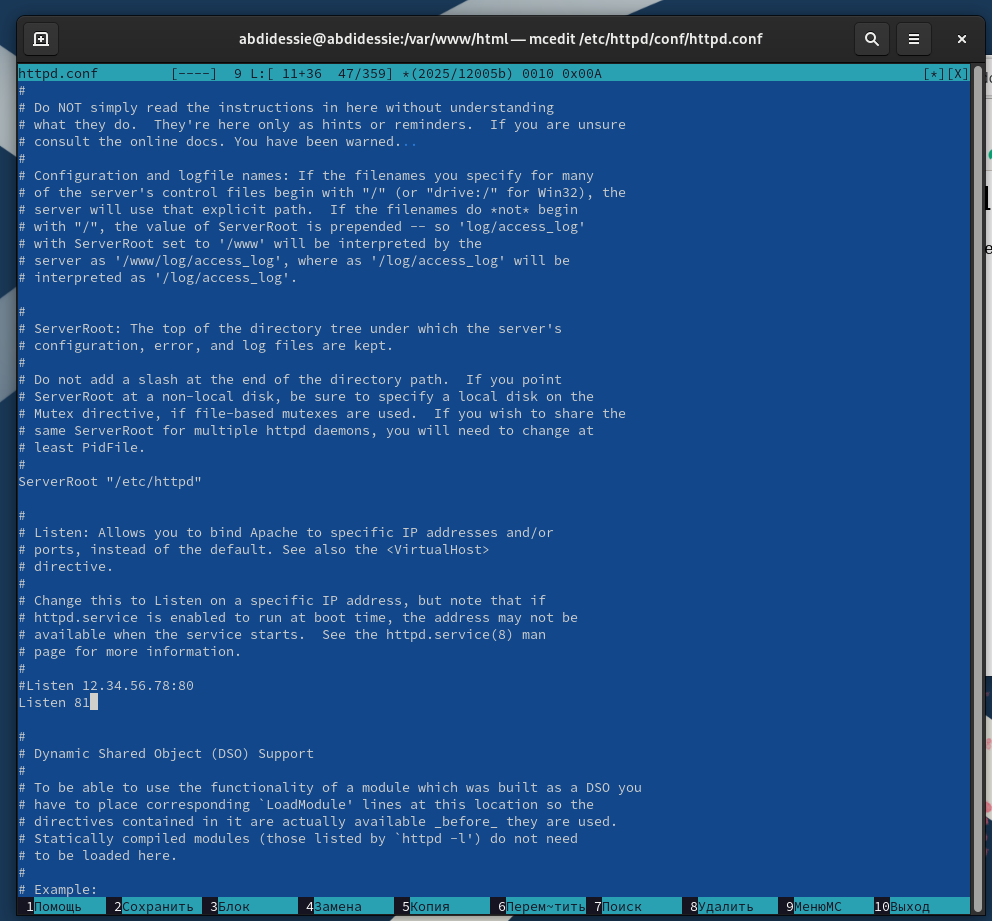 abdidessie@abdidessie:/var/www/html — mcedit /etc/httpd/conf/httpd.conf
httpd.conf [----] 9 L:[ 11+36 47/359] *(2025/12005b) 0010 0x00A [*][X]
#
# Do NOT simply read the instructions in here without understanding
# what they do.  They're here only as hints or reminders.  If you are unsure
# consult the online docs. You have been warned...
#
# Configuration and logfile names: If the filenames you specify for many
# of the server's control files begin with "/" (or "drive:/" for Win32), the
# server will use that explicit path.  If the filenames do *not* begin
# with "/", the value of ServerRoot is prepended -- so 'log/access_log'
# with ServerRoot set to '/www' will be interpreted by the
# server as '/www/log/access_log', where as '/log/access_log' will be
# interpreted as '/log/access_log'.
#
# ServerRoot: The top of the directory tree under which the server's
# configuration, error, and log files are kept.
#
# Do not add a slash at the end of the directory path.  If you point
# ServerRoot at a non-local disk, be sure to specify a local disk on the
# Mutex directive, if file-based mutexes are used.  If you wish to share the
# same ServerRoot for multiple httpd daemons, you will need to change at
# least PidFile.
#
ServerRoot "/etc/httpd"
#
# Listen: Allows you to bind Apache to specific IP addresses and/or
# ports, instead of the default. See also the <VirtualHost>
# directive.
#
# Change this to Listen on a specific IP address, but note that if
# httpd.service is enabled to run at boot time, the address may not be
# available when the service starts.  See the httpd.service(8) man
# page for more information.
#
#Listen 12.34.56.78:80
Listen 81
#
# Dynamic Shared Object (DSO) Support
#
# To be able to use the functionality of a module which was built as a DSO you
# have to place corresponding `LoadModule' lines at this location so the
# directives contained in it are actually available _before_ they are used.
# Statically compiled modules (those listed by `httpd -l') do not need
# to be loaded here.
#
# Example:
1Помощь 2Сохранить 3Блок 4Замена 5Копия 6Перем~тить 7Поиск 8Удалить 9МенюMC 10Выход